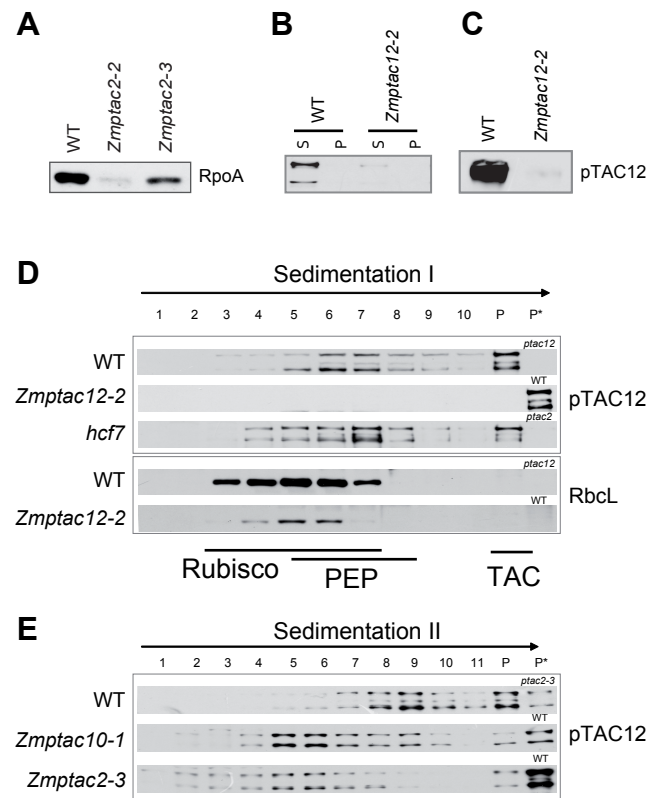 A
B
C
WT
Zmptac2-2
Zmptac2-3
RpoA
WT
Zmptac12-2
S
P
S
P
WT
Zmptac12-2
pTAC12
D
Sedimentation I
1 2 3 4 5 6 7 8 9 10 P P*
WT
ptac12
Zmptac12-2
WT
pTAC12
hcf7
ptac2
WT
ptac12
RbcL
Zmptac12-2
WT
Rubisco
PEP
TAC
E
Sedimentation II
1 2 3 4 5 6 7 8 9 10 11 P P*
WT
ptac2-3
Zmptac10-1
WT
pTAC12
Zmptac2-3
WT